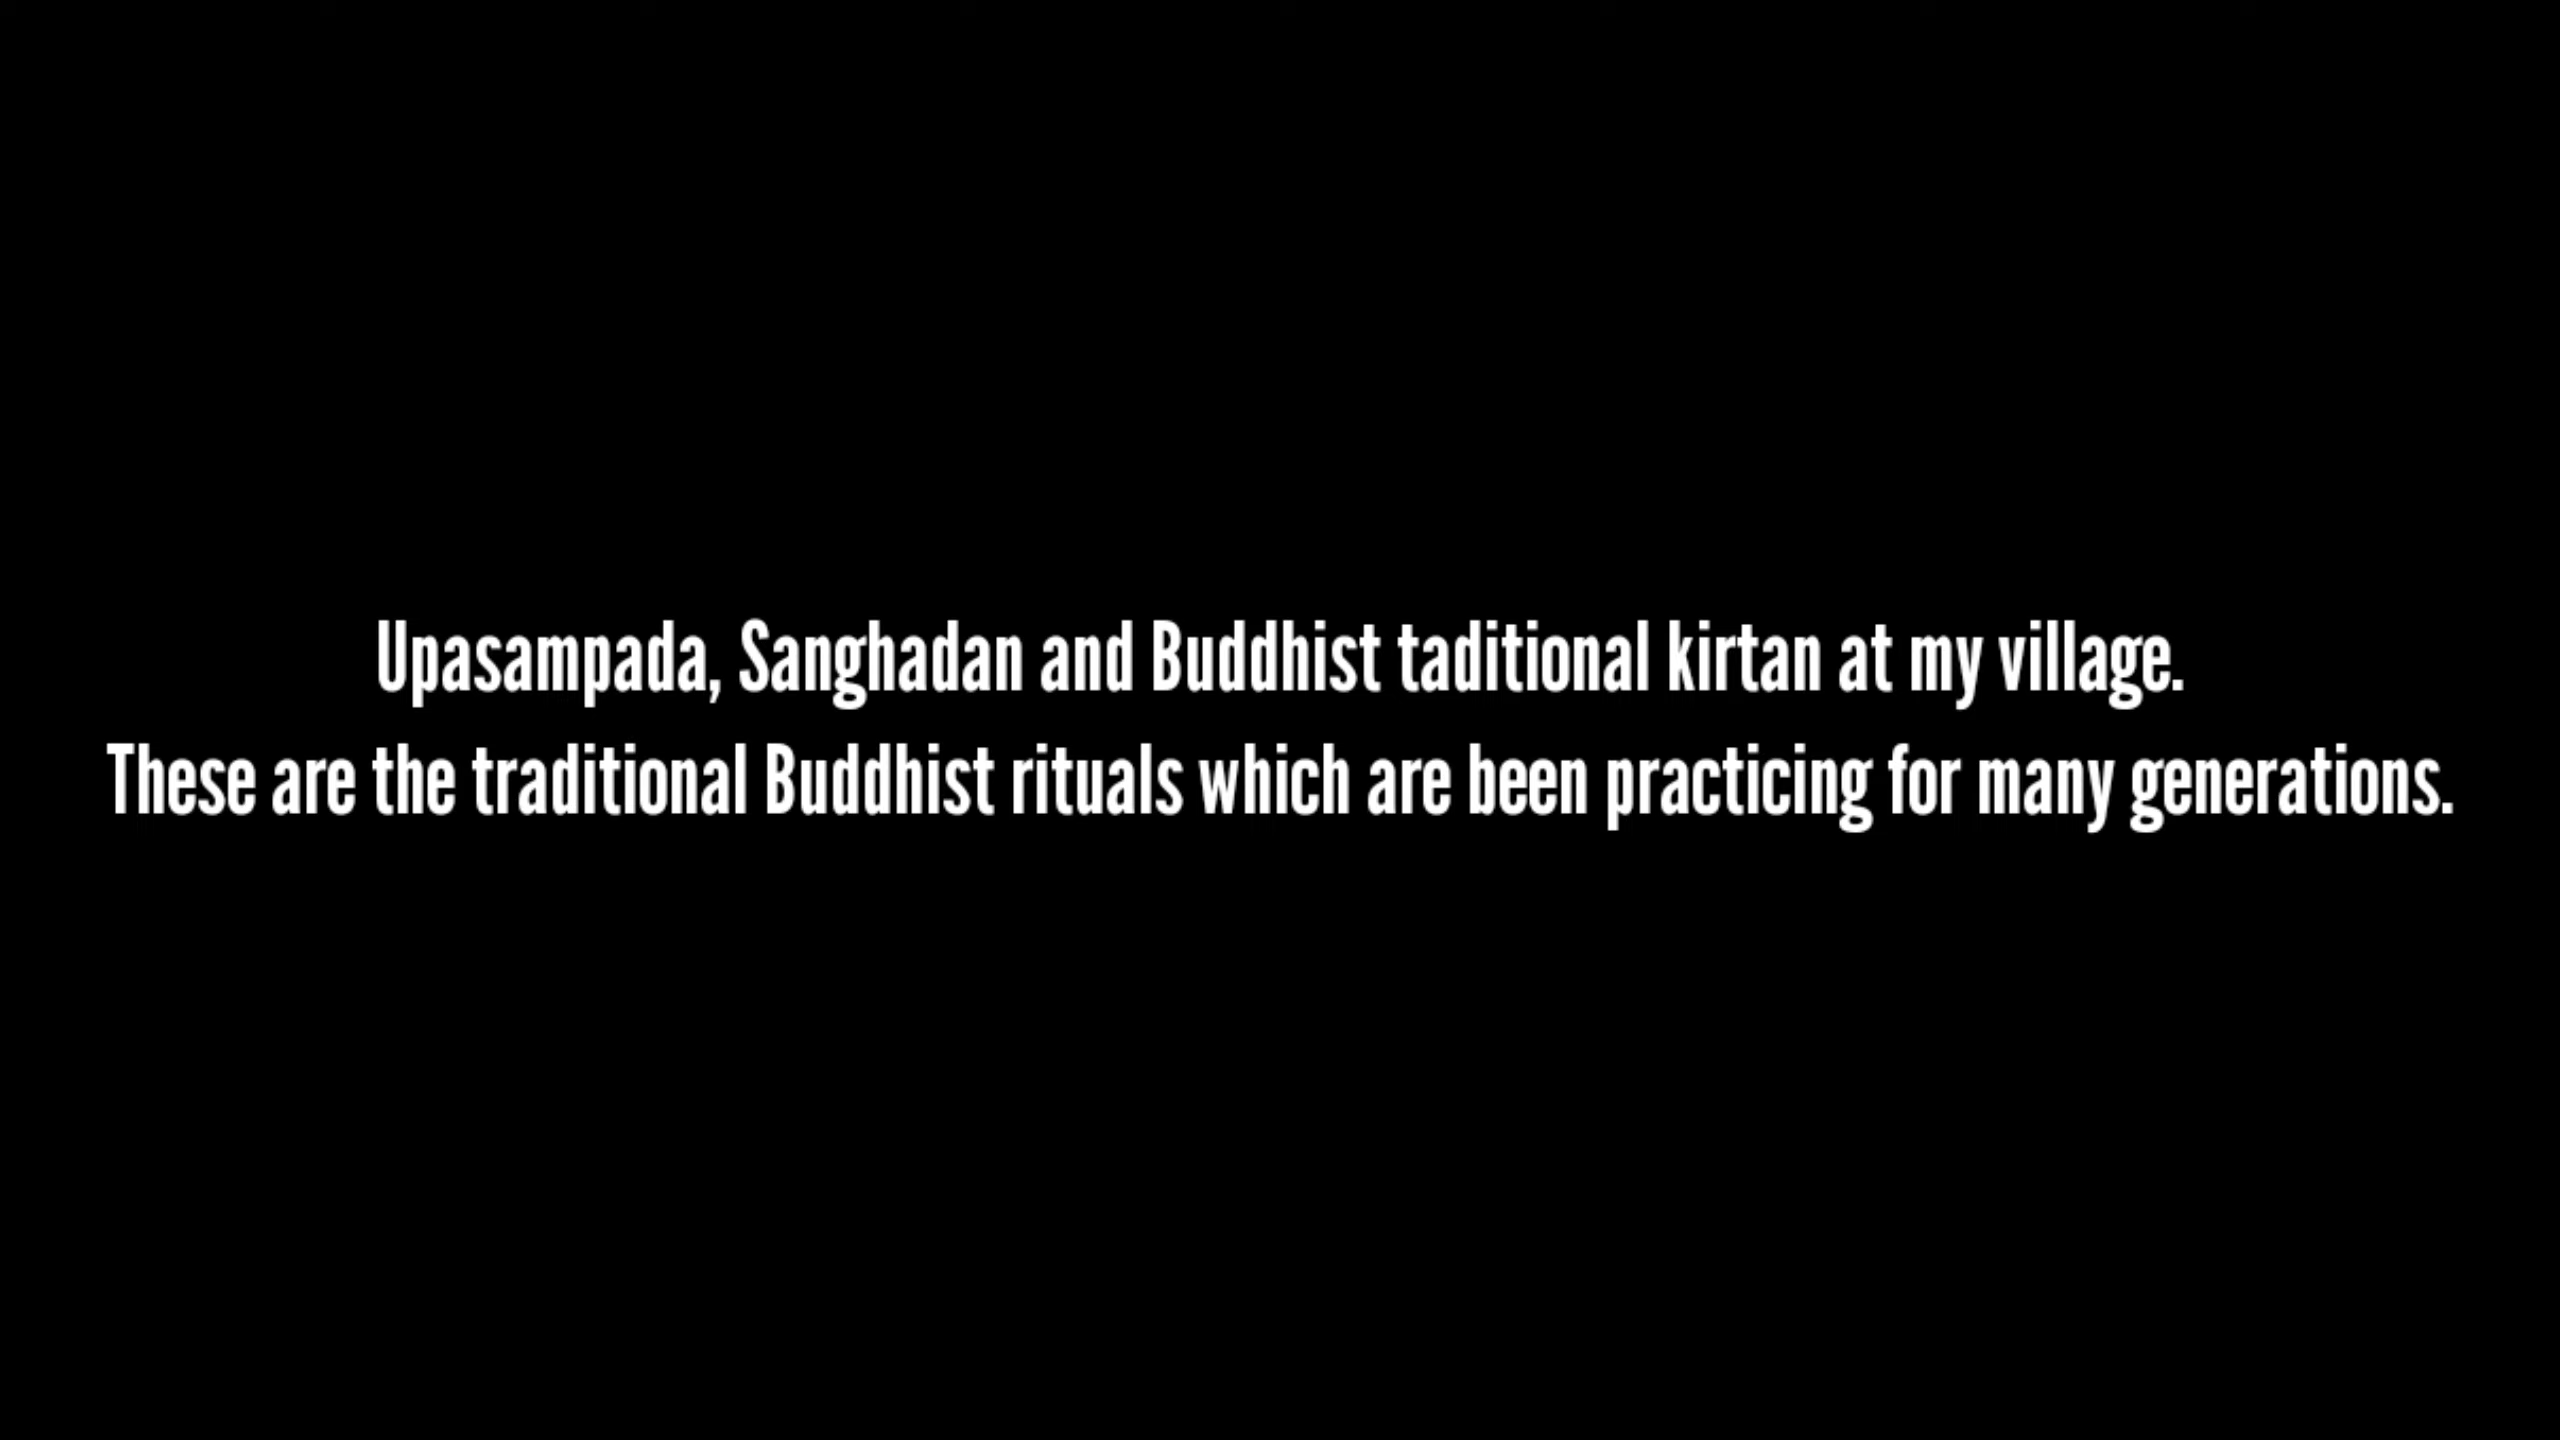 Upasampada, Sanghadan and Buddhist taditional kirtan at my village.
These are the traditional Buddhist rituals which are been practicing for many generations.